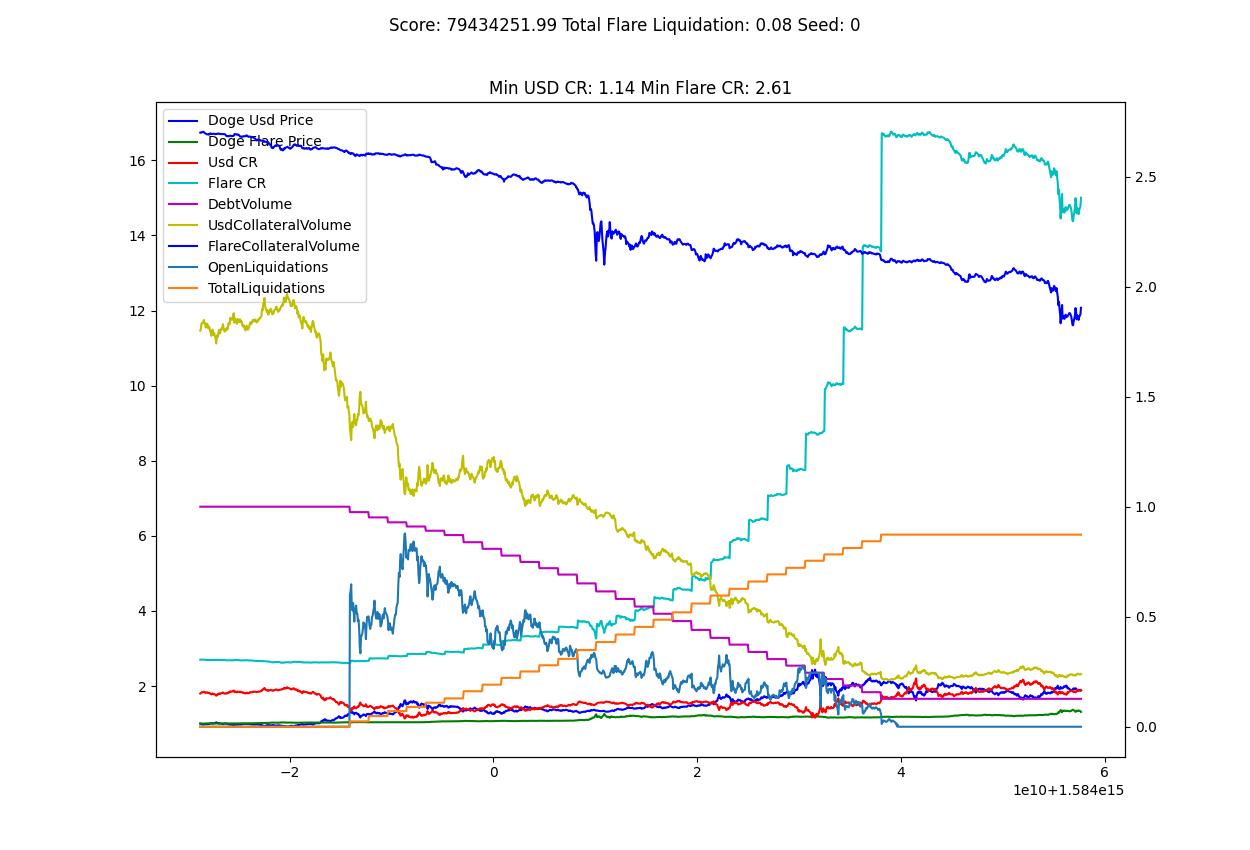 Score: 79434251.99 Total Flare Liquidation: 0.08 Seed: 0
Min USD CR: 1.14 Min Flare CR: 2.61
Doge Usd Price
Doge Flare Price
Usd CR
Flare CR
DebtVolume
UsdCollateralVolume
FlareCollateralVolume
OpenLiquidations
TotalLiquidations
16
14
12
10
8
6
4
2
2.5
2.0
1.5
1.0
0.5
0.0
−2
0
2
4
6
1e10+1.584e15